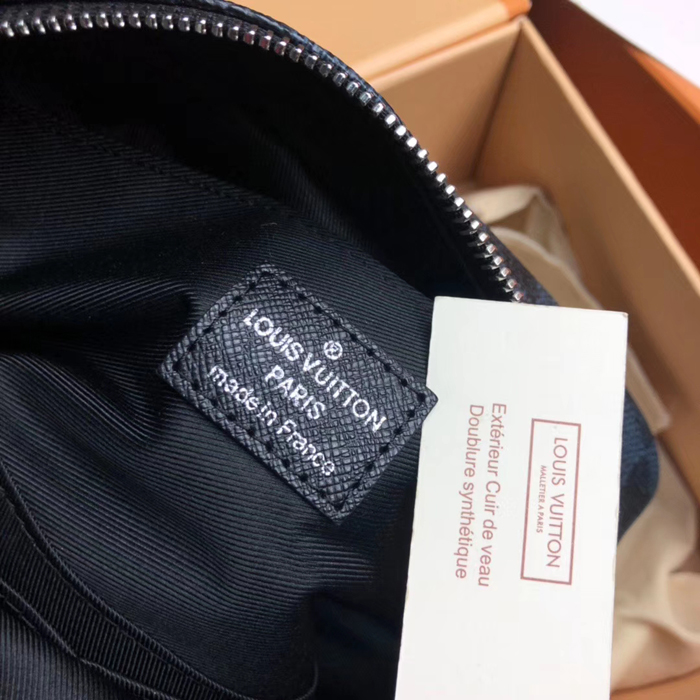 ®
LOUIS VUITTON
PARIS
made in France
LOUIS VUITTON
MALLETIER A PARIS
Extérieur Cuir de veau
Doublure synthétique